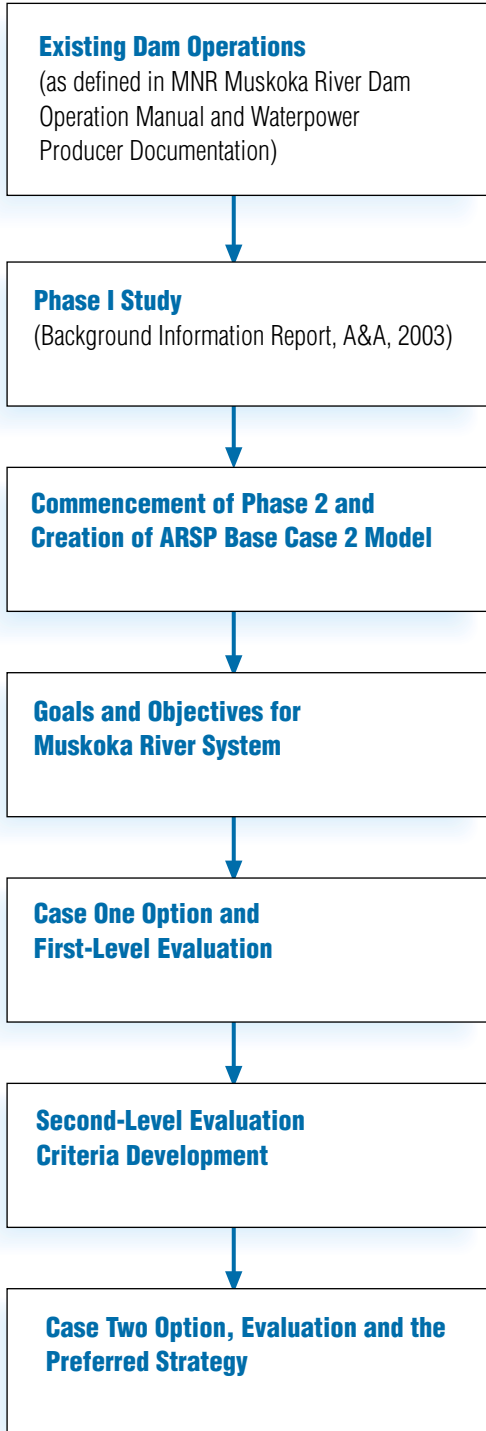 Existing Dam Operations
(as defined in MNR Muskoka River Dam
Operation Manual and Waterpower
Producer Documentation)
Phase I Study
(Background Information Report, A&A, 2003)
Commencement of Phase 2 and
Creation of ARSP Base Case 2 Model
Goals and Objectives for
Muskoka River System
Case One Option and
First-Level Evaluation
Second-Level Evaluation
Criteria Development
Case Two Option, Evaluation and the
Preferred Strategy